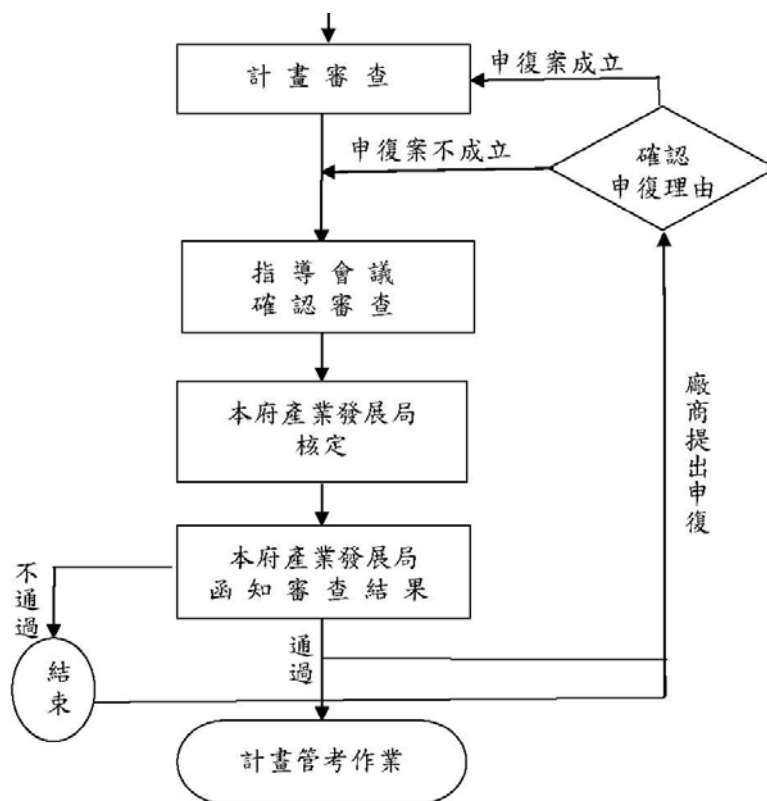 計畫審查
申復案成立
申復案不成立
確認
申復理由
指導會議
確認審查
本府產業發展局
核定
廠商提出申復
本府產業發展局
函知審查結果
不通過
通過
結束
計畫管考作業